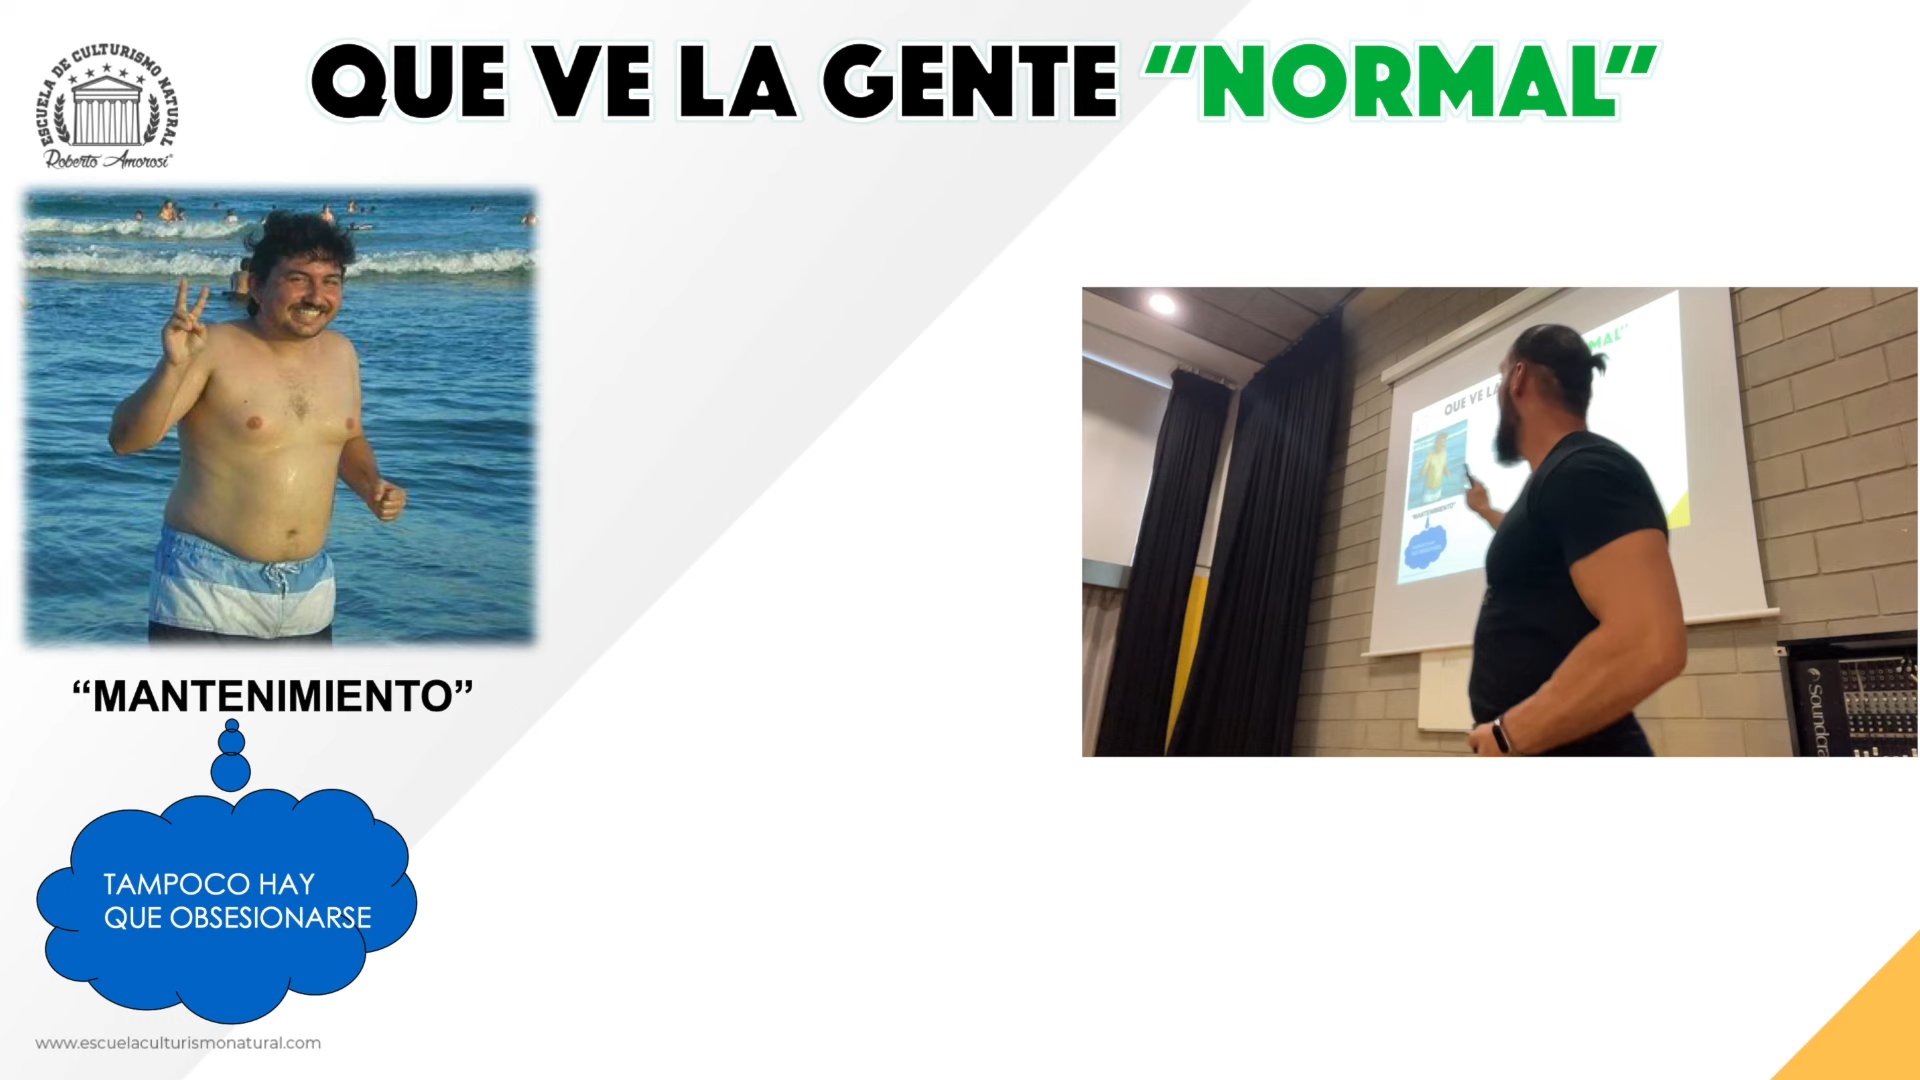 QUE VE LA GENTE “NORMAL”
ESCUELA DE CULTURISMO NATURAL
Roberto Amorosi
“MANTENIMIENTO”
TAMPOCO HAY
QUE OBSESIONARSE
www.escuelaculturismonatural.com
QUE VE LA
MAL”
“MANTENIMIENTO”
Soundcra